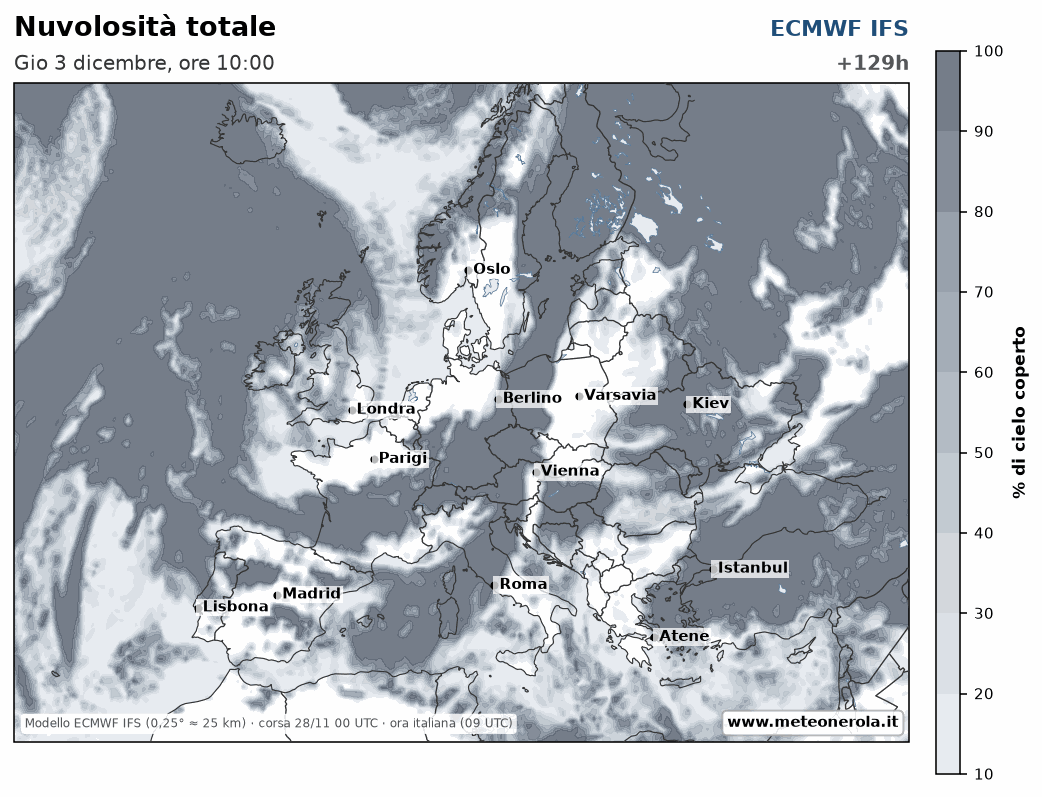 Nuvolosità totale
ECMWF IFS
Gio 3 dicembre, ore 10:00
+129h
100
90
80
70
60
50
40
30
20
10
% di cielo coperto
Oslo
Berlino
Varsavia
Londra
Kiev
Parigi
Vienna
Istanbul
Roma
Madrid
Lisbona
Atene
Modello ECMWF IFS (0,25° ≈ 25 km) · corsa 28/11 00 UTC · ora italiana (09 UTC)
www.meteonerola.it